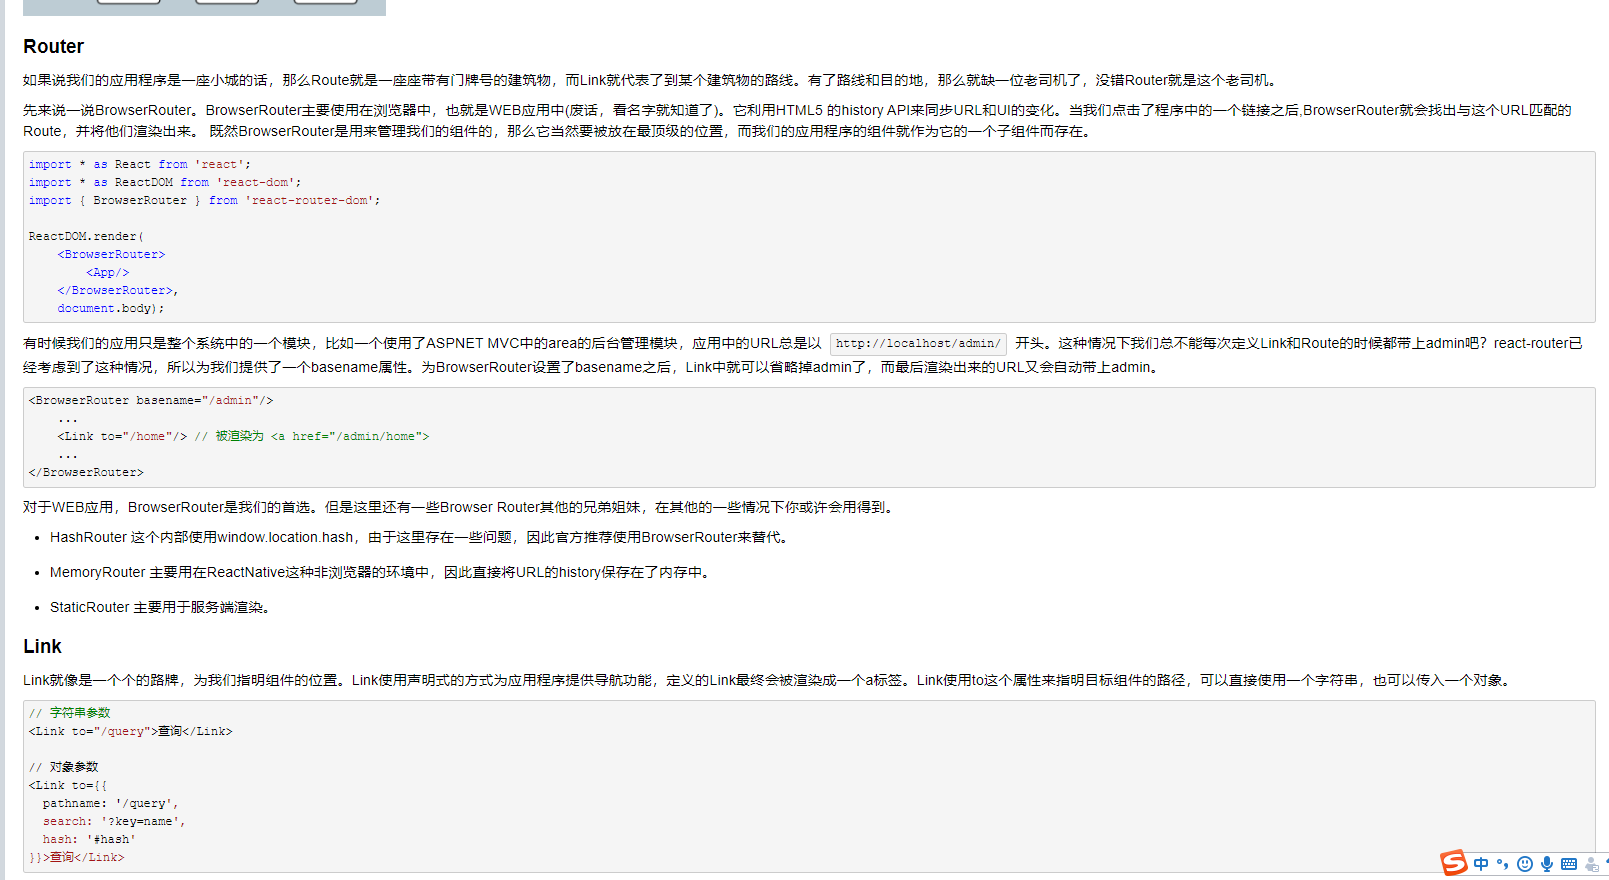 Router
如果说我们的应用程序是一座小城的话，那么Route就是一座座带有门牌号的建筑物，而Link就代表了到某个建筑物的路线。有了路线和目的地，那么就缺一位老司机了，没错Router就是这个老司机。
先来说一说BrowserRouter。BrowserRouter主要使用在浏览器中，也就是WEB应用中(废话，看名字就知道了)。它利用HTML5 的history API来同步URL和UI的变化。当我们点击了程序中的一个链接之后,BrowserRouter就会找出与这个URL匹配的
Route，并将他们渲染出来。 既然BrowserRouter是用来管理我们的组件的，那么它当然要被放在最顶级的位置，而我们的应用程序的组件就作为它的一个子组件而存在。
import * as React from 'react';
import * as ReactDOM from 'react-dom';
import { BrowserRouter } from 'react-router-dom';
ReactDOM.render(
    <BrowserRouter>
        <App/>
    </BrowserRouter>,
    document.body);
有时候我们的应用只是整个系统中的一个模块，比如一个使用了ASPNET MVC中的area的后台管理模块，应用中的URL总是以 http://localhost/admin/ 开头。这种情况下我们总不能每次定义Link和Route的时候都带上admin吧？react-router已
经考虑到了这种情况，所以为我们提供了一个basename属性。为BrowserRouter设置了basename之后，Link中就可以省略掉admin了，而最后渲染出来的URL又会自动带上admin。
<BrowserRouter basename="/admin"/>
    ...
    <Link to="/home"/> // 被渲染为 <a href="/admin/home">
    ...
</BrowserRouter>
对于WEB应用，BrowserRouter是我们的首选。但是这里还有一些Browser Router其他的兄弟姐妹，在其他的一些情况下你或许会用得到。
• HashRouter 这个内部使用window.location.hash，由于这里存在一些问题，因此官方推荐使用BrowserRouter来替代。
• MemoryRouter 主要用在ReactNative这种非浏览器的环境中，因此直接将URL的history保存在了内存中。
• StaticRouter 主要用于服务端渲染。
Link
Link就像是一个个的路牌，为我们指明组件的位置。Link使用声明式的方式为应用程序提供导航功能，定义的Link最终会被渲染成一个a标签。Link使用to这个属性来指明目标组件的路径，可以直接使用一个字符串，也可以传入一个对象。
// 字符串参数
<Link to="/query">查询</Link>
// 对象参数
<Link to={{
  pathname: '/query',
  search: '?key=name',
  hash: '#hash'
}}>查询</Link>
S 中